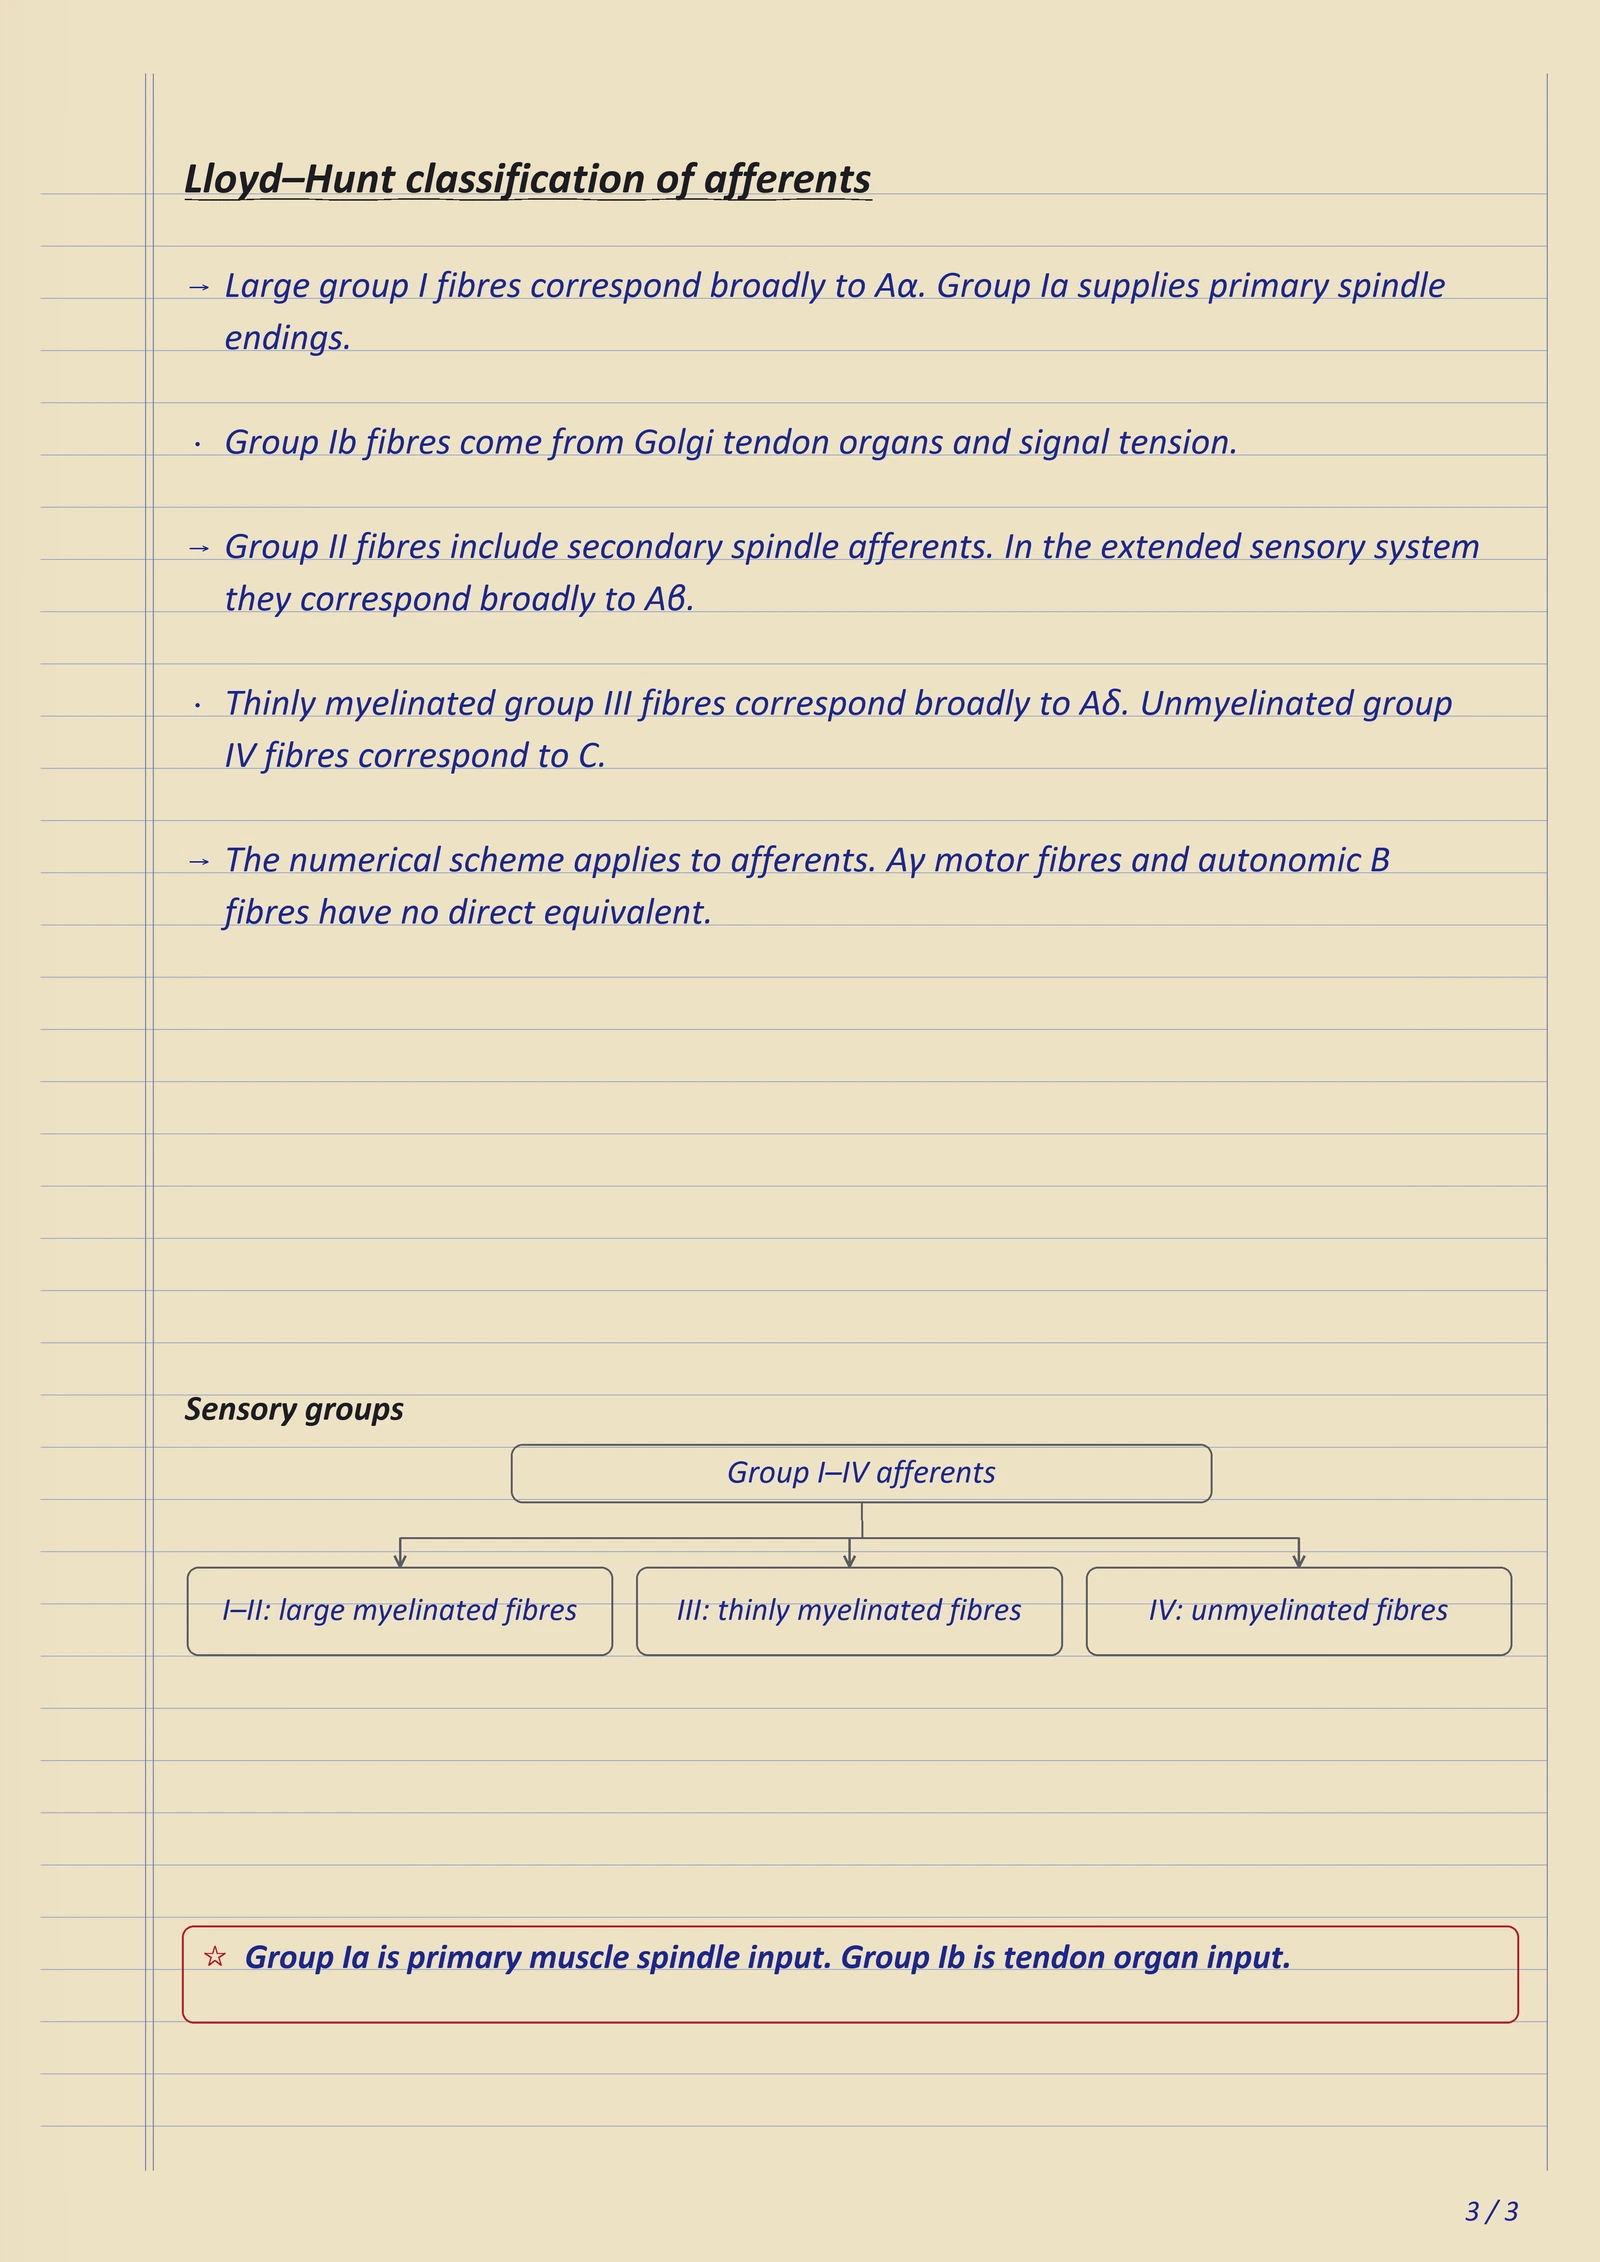 Lloyd–Hunt classification of afferents
→ Large group I fibres correspond broadly to Aα. Group Ia supplies primary spindle
endings.
· Group Ib fibres come from Golgi tendon organs and signal tension.
→ Group II fibres include secondary spindle afferents. In the extended sensory system
they correspond broadly to Aβ.
· Thinly myelinated group III fibres correspond broadly to Aδ. Unmyelinated group
IV fibres correspond to C.
→ The numerical scheme applies to afferents. Aγ motor fibres and autonomic B
fibres have no direct equivalent.
Sensory groups
Group I–IV afferents
I–II: large myelinated fibres
III: thinly myelinated fibres
IV: unmyelinated fibres
☆ Group Ia is primary muscle spindle input. Group Ib is tendon organ input.
3 / 3